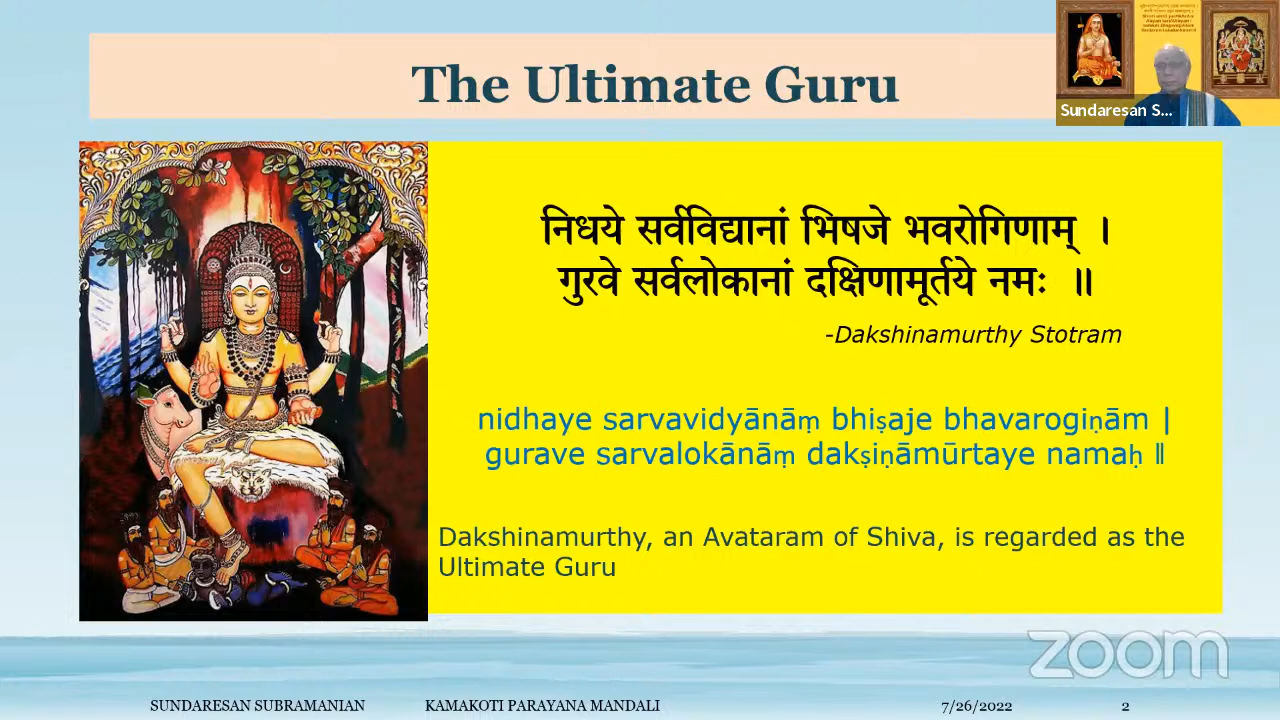 The Ultimate Guru
Sundaresan S...
निधये सर्वविद्यानां भिषजे भवरोगिणाम् ।
गुरवे सर्वलोकानां दक्षिणामूर्तये नमः ॥
-Dakshinamurthy Stotram
nidhaye sarvavidyānāṃ bhiṣaje bhavarogiṇām |
gurave sarvalokānāṃ dakṣiṇāmūrtaye namaḥ ‖
Dakshinamurthy, an Avataram of Shiva, is regarded as the
Ultimate Guru
zoom
SUNDARESAN SUBRAMANIAN KAMAKOTI PARAYANA MANDALI 7/26/2022 2